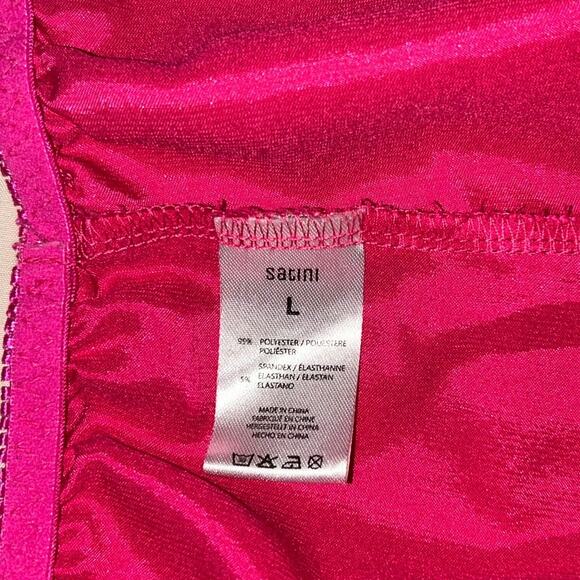 satini
L
95% POLYESTER / POLYESTERE
POLIÉSTER
SPANDEX / ÉLASTHANNE
5% ELASTHAN / ELASTAN
ELASTANO
MADE IN CHINA
FABRIQUÉ EN CHINE
HERGESTELLT IN CHINA
HECHO EN CHINA